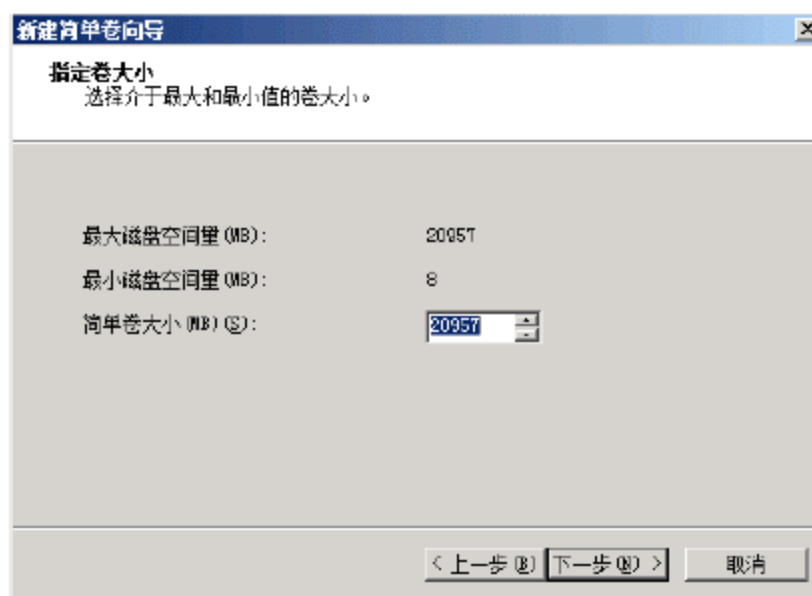 新建简单卷向导
指定卷大小
选择介于最大和最小值的卷大小。
最大磁盘空间量(MB): 20957
最小磁盘空间量(MB): 8
简单卷大小(MB)(S): 20957
< 上一步(B) 下一步(N) > 取消